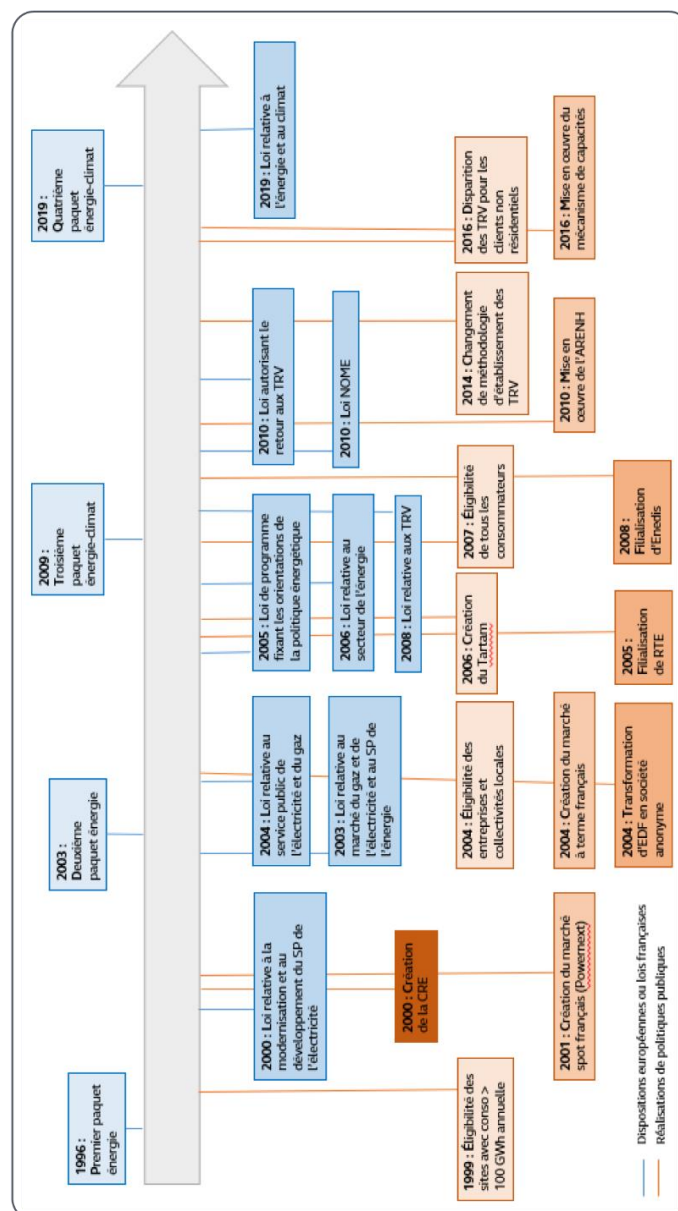 1996 :
Premier paquet
énergie
2003 :
Deuxième
paquet énergie
2009 :
Troisième
paquet
énergie-climat
2019 :
Quatrième
paquet
énergie-climat
2000 : Loi relative à la
modernisation et au
développement du SP de
l'électricité
2004 : Loi relative au
service public de
l'électricité et du gaz
2003 : Loi relative au
marché du gaz et de
l'électricité et au SP de
l'énergie
2005 : Loi de programme
fixant les orientations de
la politique énergétique
2006 : Loi relative au
secteur de l'énergie
2008 : Loi relative aux TRV
2010 : Loi autorisant le
retour aux TRV
2010 : Loi NOME
2019 : Loi relative à
l'énergie et au climat
2000 : Création
de la CRE
1999 : Éligibilité des
sites avec conso >
100 GWh annuelle
2004 : Éligibilité des
entreprises et
collectivités locales
2006 : Création
du Tartam
2007 : Éligibilité
de tous les
consommateurs
2014 : Changement
de méthodologie
d'établissement des
TRV
2016 : Disparition
des TRV pour les
clients non
résidentiels
2001 : Création du marché
spot français (Powernext)
2004 : Création du marché
à terme français
2010 : Mise en
œuvre de l'ARENH
2016 : Mise en œuvre du
mécanisme de capacités
2004 : Transformation
d'EDF en société
anonyme
2005 :
Filialisation
de RTE
2008 :
Filialisation
d'Enedis
Dispositions européennes ou lois françaises
Réalisations de politiques publiques